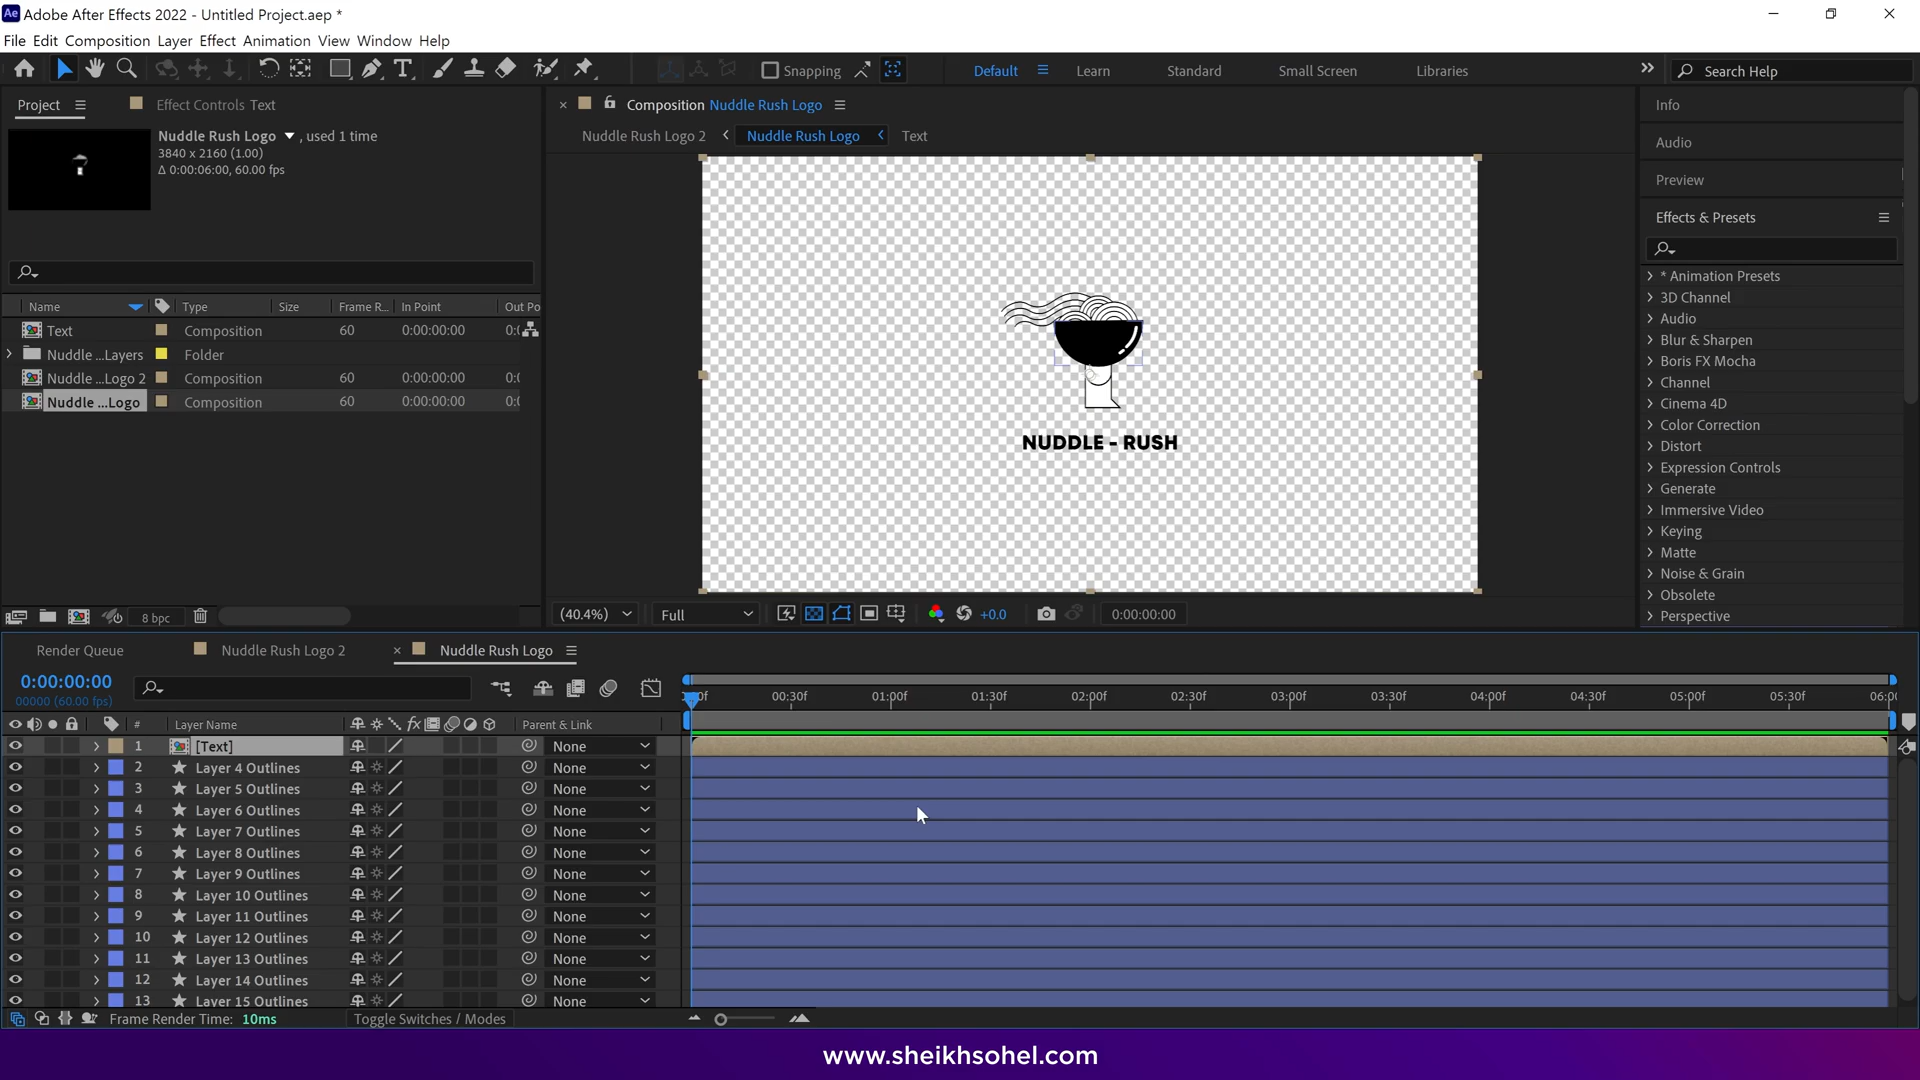 Adobe After Effects 2022 - Untitled Project.aep *
File Edit Composition Layer Effect Animation View Window Help
Snapping
Default
Learn
Standard
Small Screen
Libraries
Search Help
Project
Effect Controls Text
Nuddle Rush Logo , used 1 time
3840 x 2160 (1.00)
Δ 0:00:06:00, 60.00 fps
Name Type Size Frame R... In Point Out Po
Text Composition 60 0:00:00:00 0:0
Nuddle ...Layers Folder
Nuddle ...Logo 2 Composition 60 0:00:00:00 0:0
Nuddle ...Logo Composition 60 0:00:00:00 0:0
8 bpc
Composition Nuddle Rush Logo
Nuddle Rush Logo 2 Nuddle Rush Logo Text
NUDDLE - RUSH
(40.4%) Full +0.0 0:00:00:00
Info
Audio
Preview
Effects & Presets
* Animation Presets
3D Channel
Audio
Blur & Sharpen
Boris FX Mocha
Channel
Cinema 4D
Color Correction
Distort
Expression Controls
Generate
Immersive Video
Keying
Matte
Noise & Grain
Obsolete
Perspective
Render Queue Nuddle Rush Logo 2 Nuddle Rush Logo
0:00:00:00
00000 (60.00 fps)
:00f 00:30f 01:00f 01:30f 02:00f 02:30f 03:00f 03:30f 04:00f 04:30f 05:00f 05:30f 06:00
# Layer Name fx Parent & Link
1 [Text] None
2 Layer 4 Outlines None
3 Layer 5 Outlines None
4 Layer 6 Outlines None
5 Layer 7 Outlines None
6 Layer 8 Outlines None
7 Layer 9 Outlines None
8 Layer 10 Outlines None
9 Layer 11 Outlines None
10 Layer 12 Outlines None
11 Layer 13 Outlines None
12 Layer 14 Outlines None
13 Layer 15 Outlines None
Frame Render Time: 10ms Toggle Switches / Modes
www.sheikhsohel.com